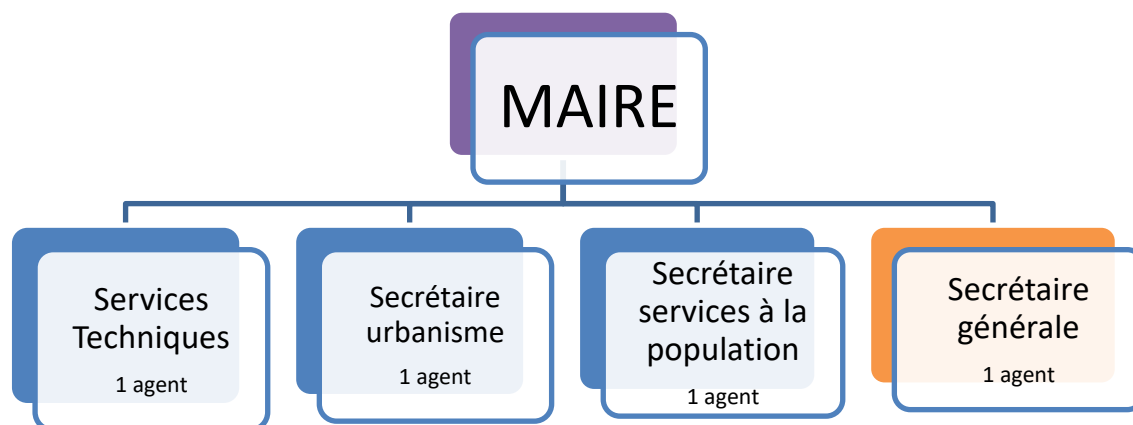 MAIRE
Services
Techniques
1 agent
Secrétaire
urbanisme
1 agent
Secrétaire
services à la
population
1 agent
Secrétaire
générale
1 agent